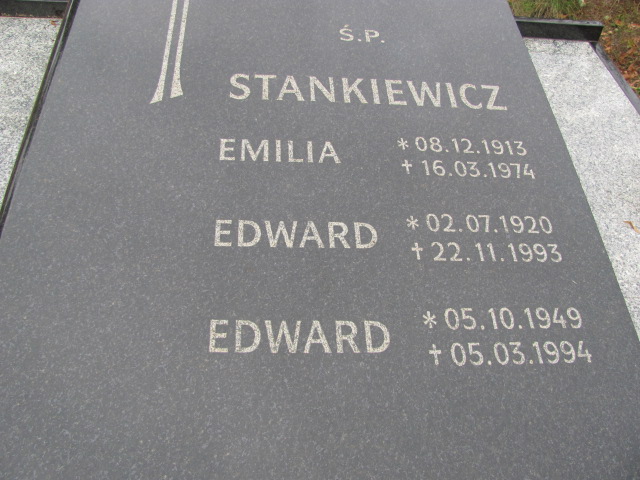 Ś.P.
STANKIEWICZ
EMILIA * 08.12.1913
† 16.03.1974
EDWARD * 02.07.1920
† 22.11.1993
EDWARD * 05.10.1949
† 05.03.1994